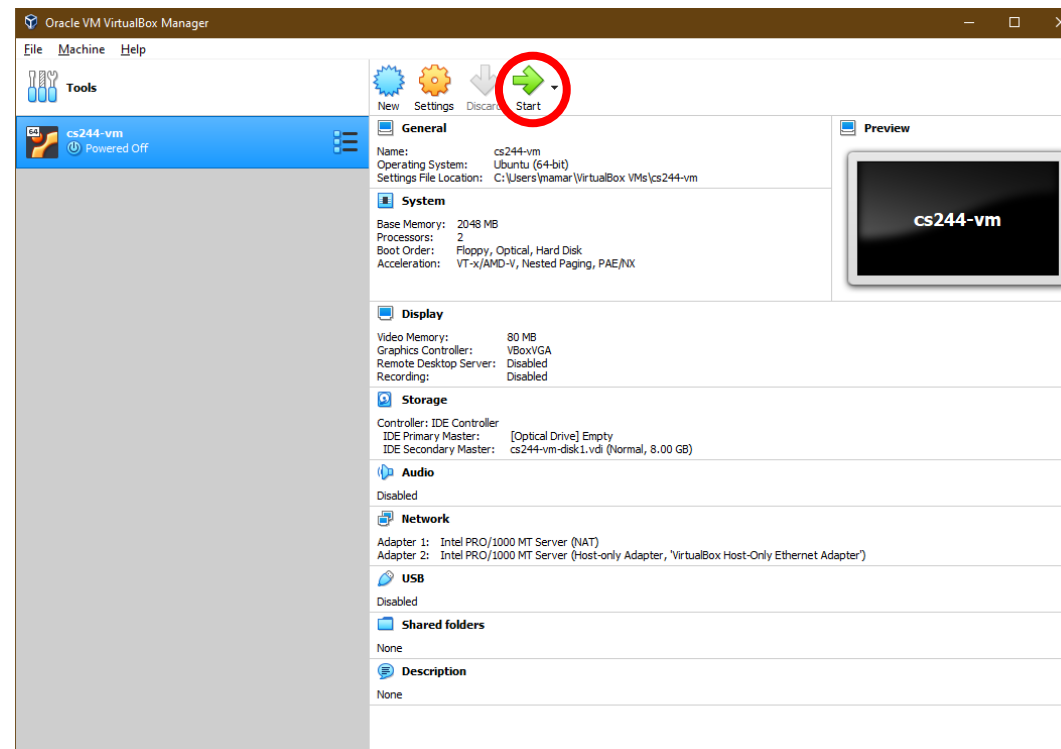 Oracle VM VirtualBox Manager
File Machine Help
Tools
New Settings Discard Start
64
cs244-vm
Powered Off
General
Name: cs244-vm
Operating System: Ubuntu (64-bit)
Settings File Location: C:\Users\mamar\VirtualBox VMs\cs244-vm
Preview
cs244-vm
System
Base Memory: 2048 MB
Processors: 2
Boot Order: Floppy, Optical, Hard Disk
Acceleration: VT-x/AMD-V, Nested Paging, PAE/NX
Display
Video Memory: 80 MB
Graphics Controller: VBoxVGA
Remote Desktop Server: Disabled
Recording: Disabled
Storage
Controller: IDE Controller
IDE Primary Master: [Optical Drive] Empty
IDE Secondary Master: cs244-vm-disk1.vdi (Normal, 8.00 GB)
Audio
Disabled
Network
Adapter 1: Intel PRO/1000 MT Server (NAT)
Adapter 2: Intel PRO/1000 MT Server (Host-only Adapter, 'VirtualBox Host-Only Ethernet Adapter')
USB
Disabled
Shared folders
None
Description
None